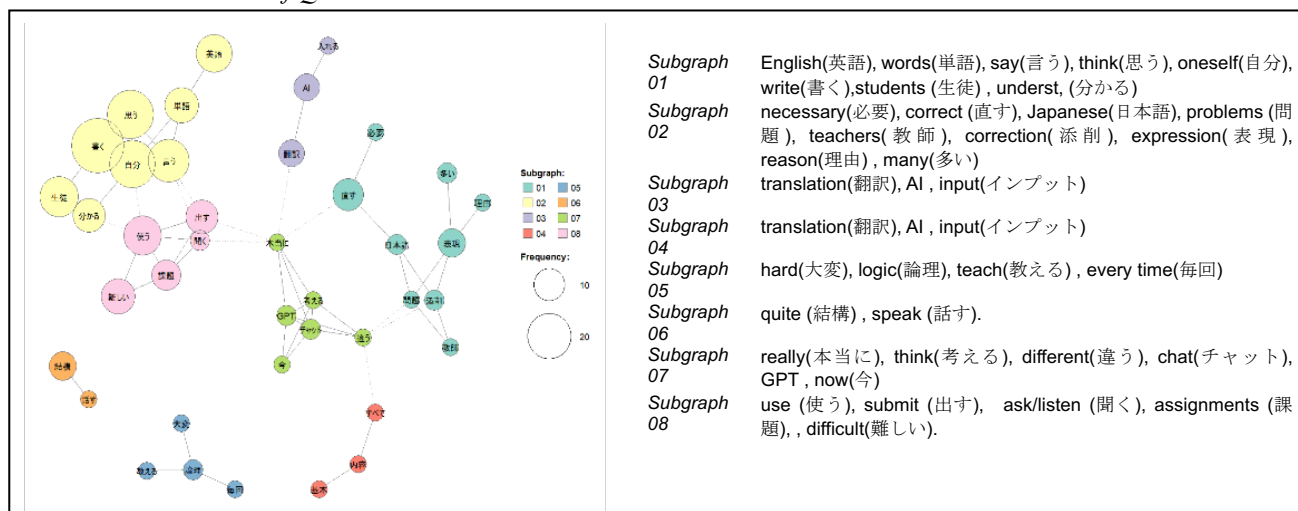 入れる
英語
AI
単語
思う
必要
書く
翻訳
自分
言う
多い
直す
生徒
理由
分かる
出す
使う
聞く
本当に
日本語
表現
課題
難しい
考える
問題
添削
GPT
チャット
違う
教師
今
結構
話す
すべて
大変
内容
教える
論理
毎回
基本
Subgraph:
01 05
02 06
03 07
04 08
Frequency:
10
20
Subgraph English(英語), words(単語), say(言う), think(思う), oneself(自分),
01 write(書く),students (生徒) , underst, (分かる)
Subgraph necessary(必要), correct (直す), Japanese(日本語), problems (問
02 題 ), teachers( 教 師 ), correction( 添 削 ), expression( 表 現 ),
reason(理由) , many(多い)
Subgraph translation(翻訳), AI , input(インプット)
03
Subgraph translation(翻訳), AI , input(インプット)
04
Subgraph hard(大変), logic(論理), teach(教える) , every time(毎回)
05
Subgraph quite (結構) , speak (話す).
06
Subgraph really(本当に), think(考える), different(違う), chat(チャット),
07 GPT , now(今)
Subgraph use (使う), submit (出す), ask/listen (聞く), assignments (課
08 題), , difficult(難しい).